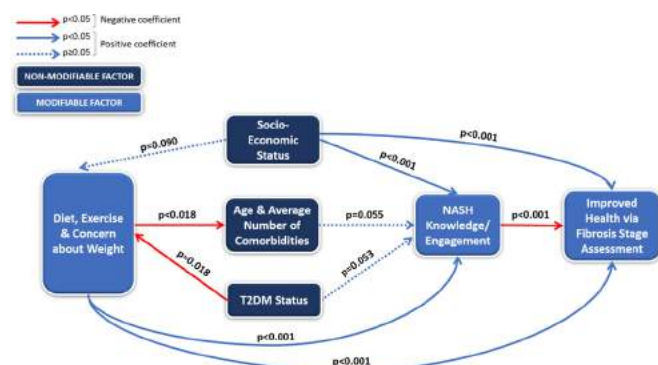 p<0.05
Negative coefficient
p<0.05
Positive coefficient
p≥0.05
NON-MODIFIABLE FACTOR
MODIFIABLE FACTOR
Socio-
Economic
Status
p=0.090
p<0.001
p<0.001
Diet, Exercise
& Concern
about Weight
p<0.018
Age & Average
Number of
Comorbidities
p=0.055
NASH
Knowledge/
Engagement
p<0.001
Improved
Health via
Fibrosis Stage
Assessment
p=0.018
T2DM Status
p=0.053
p<0.001
p<0.001